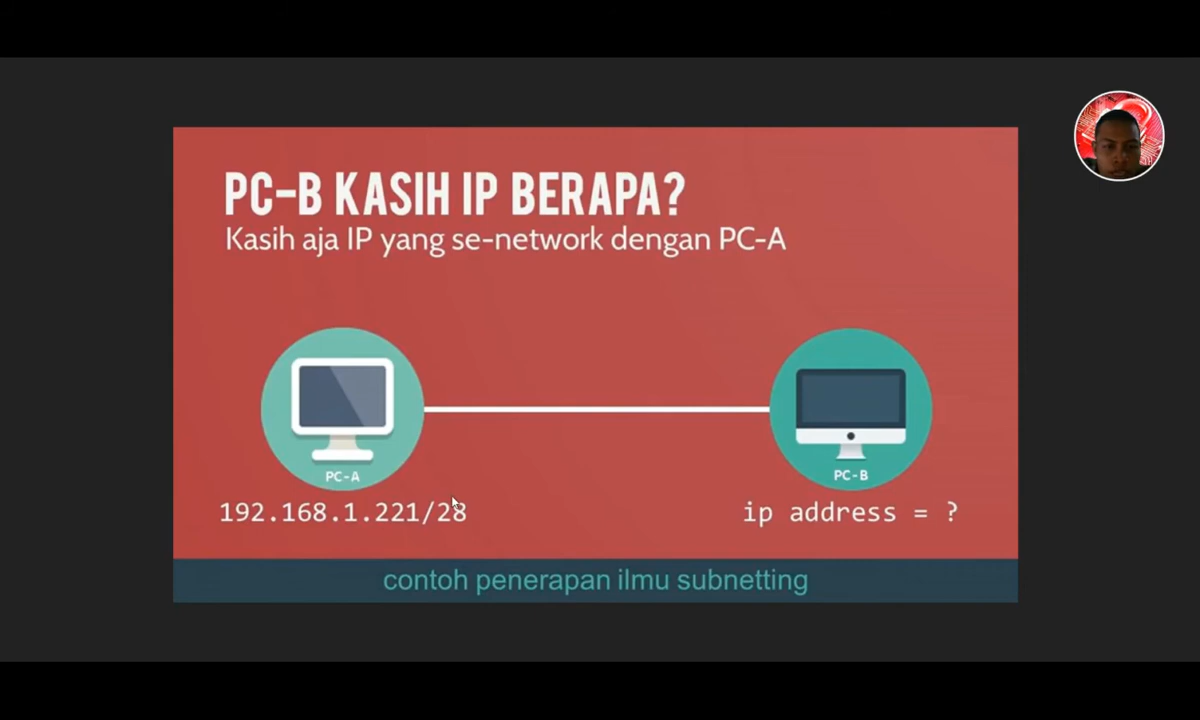 PC-B KASIH IP BERAPA?
Kasih aja IP yang se-network dengan PC-A
PC-A
PC-B
192.168.1.221/28
ip address = ?
contoh penerapan ilmu subnetting